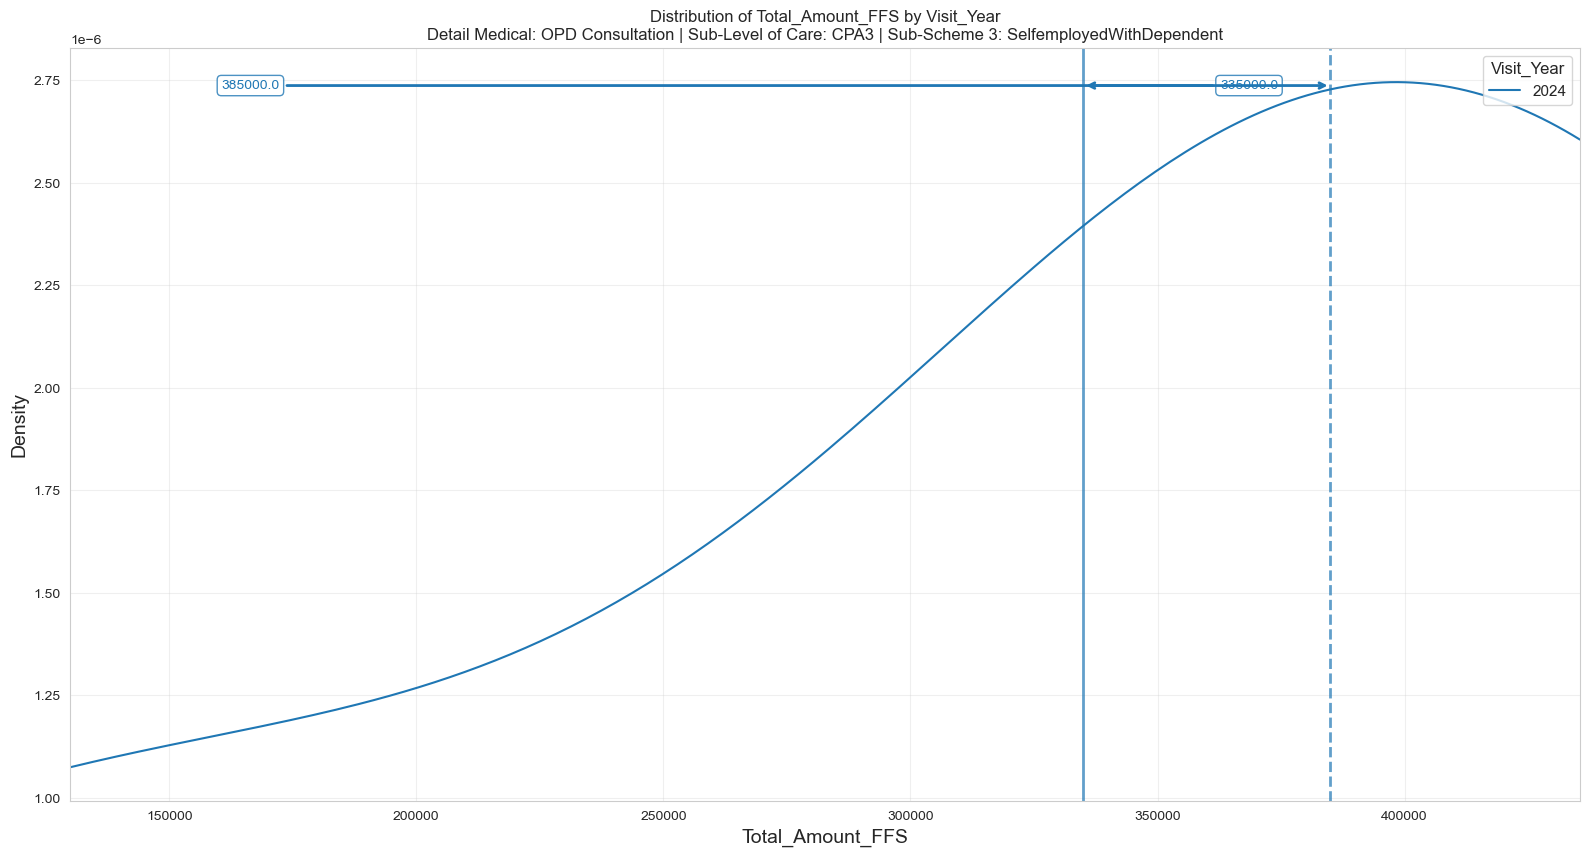 Distribution of Total_Amount_FFS by Visit_Year
Detail Medical: OPD Consultation | Sub-Level of Care: CPA3 | Sub-Scheme 3: SelfemployedWithDependent
1e−6
2.75
2.50
2.25
2.00
1.75
1.50
1.25
1.00
Density
385000.0
335000.0
Visit_Year
2024
150000
200000
250000
300000
350000
400000
Total_Amount_FFS